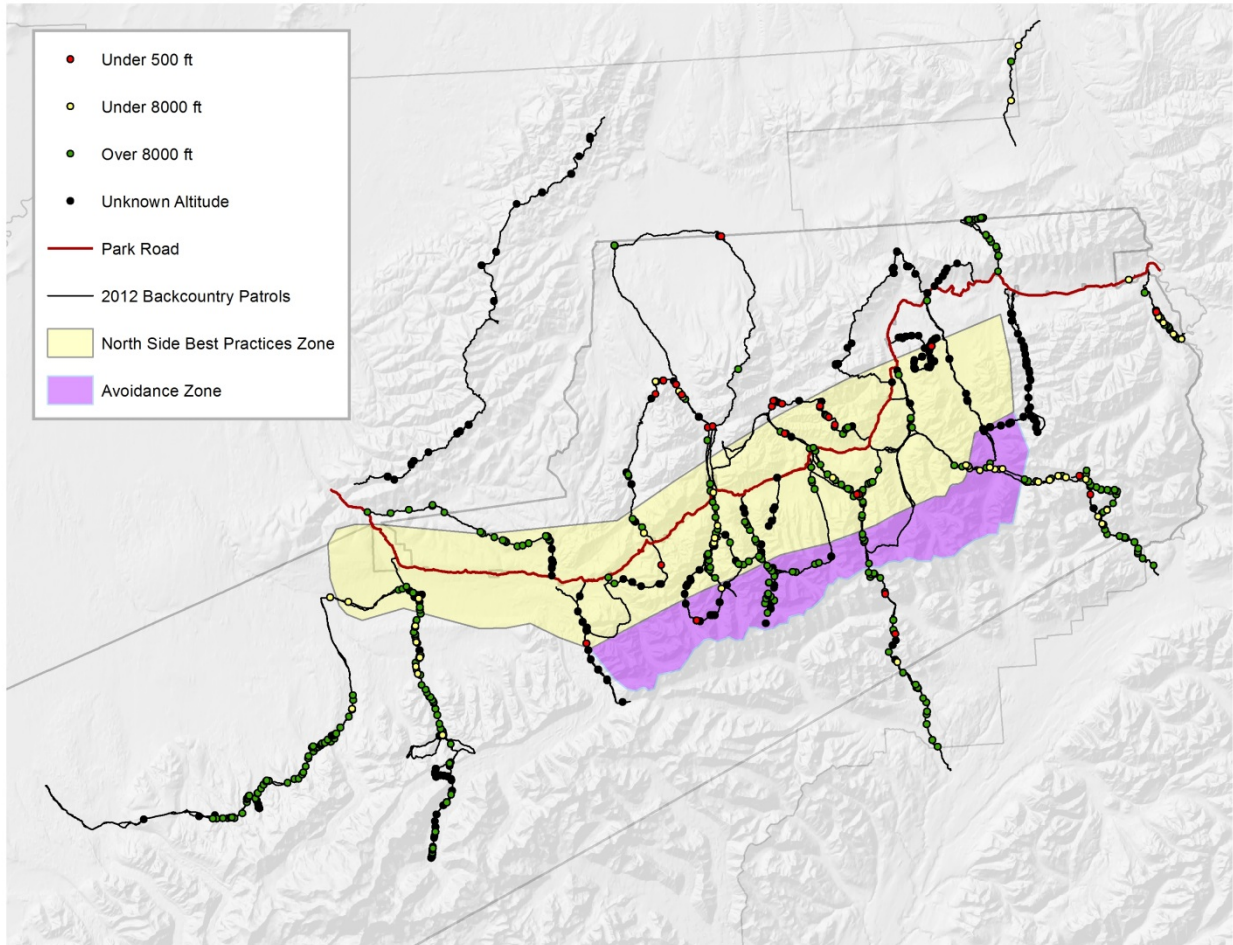 Under 500 ft
Under 8000 ft
Over 8000 ft
Unknown Altitude
Park Road
2012 Backcountry Patrols
North Side Best Practices Zone
Avoidance Zone